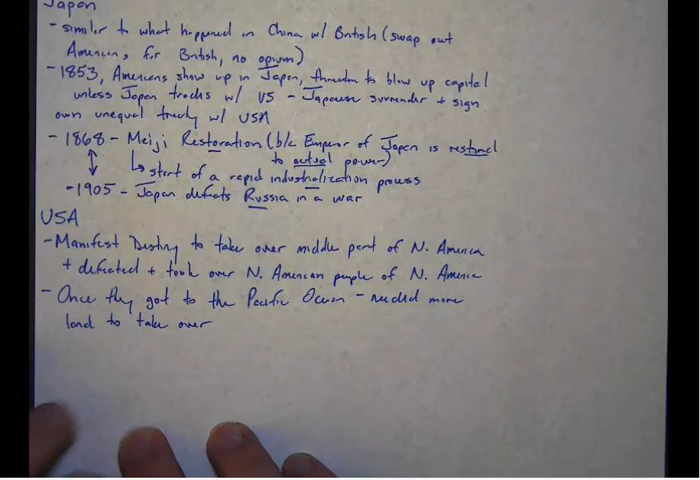 Japan
- similar to what happened in China w/ British (swap out
Americans for British, no opium)
- 1853, Americans show up in Japan, threaten to blow up capital
unless Japan trades w/ US - Japanese surrender + sign
own unequal treaty w/ USA
- 1868 - Meiji Restoration (b/c Emperor of Japan is restored
to actual power)
↳ start of a rapid industrialization process
- 1905 - Japan defeats Russia in a war
USA
- Manifest Destiny to take over middle part of N. America
+ defeated + took over N. American people of N. America
- Once they got to the Pacific Ocean - needed more
land to take over